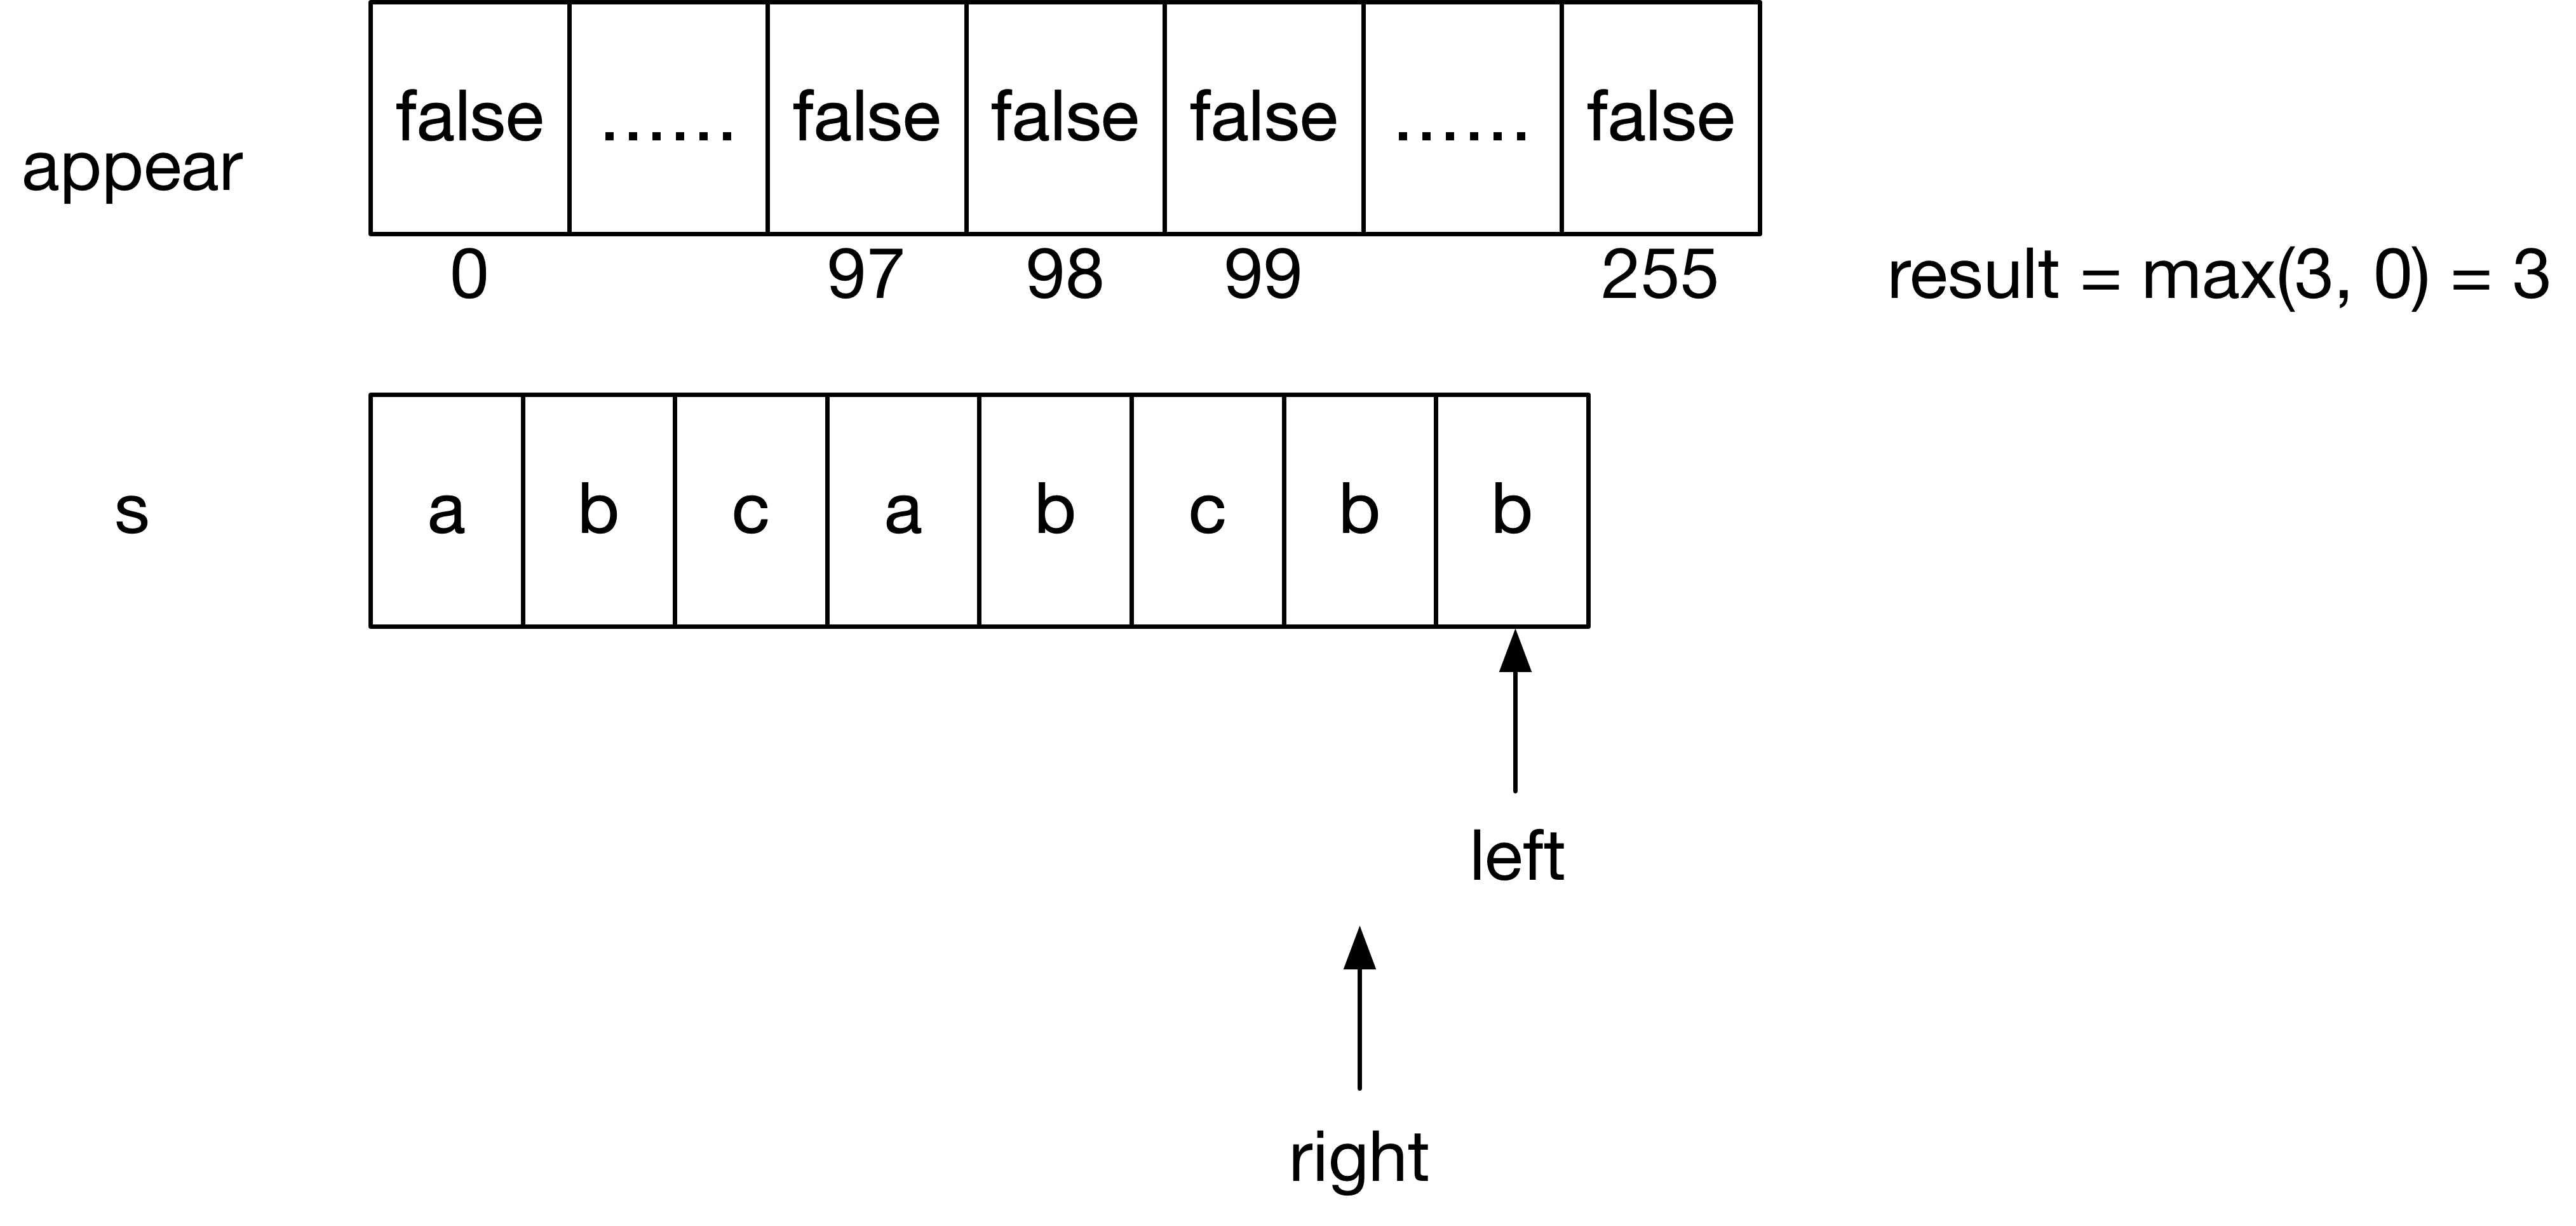 appear
false ...... false false false ...... false
0 97 98 99 255
result = max(3, 0) = 3
s
a b c a b c b b
left
right